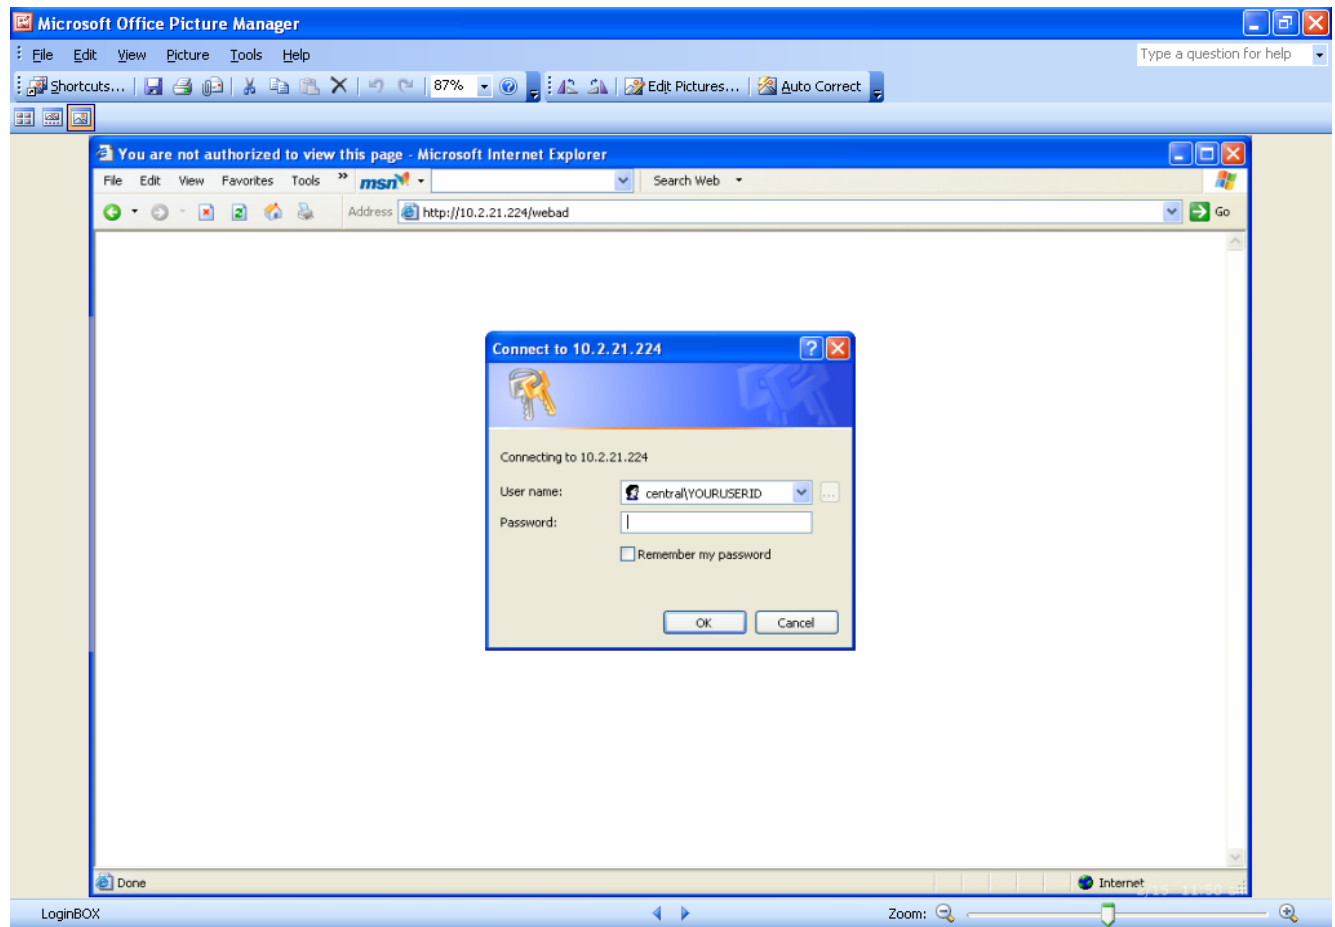 Microsoft Office Picture Manager
File Edit View Picture Tools Help Type a question for help
Shortcuts... 87% Edit Pictures... Auto Correct
You are not authorized to view this page - Microsoft Internet Explorer
File Edit View Favorites Tools » msn Search Web
Address http://10.2.21.224/webad Go
Connect to 10.2.21.224
Connecting to 10.2.21.224
User name: central\YOURUSERID ...
Password:
Remember my password
OK Cancel
Done Internet
LoginBOX Zoom: